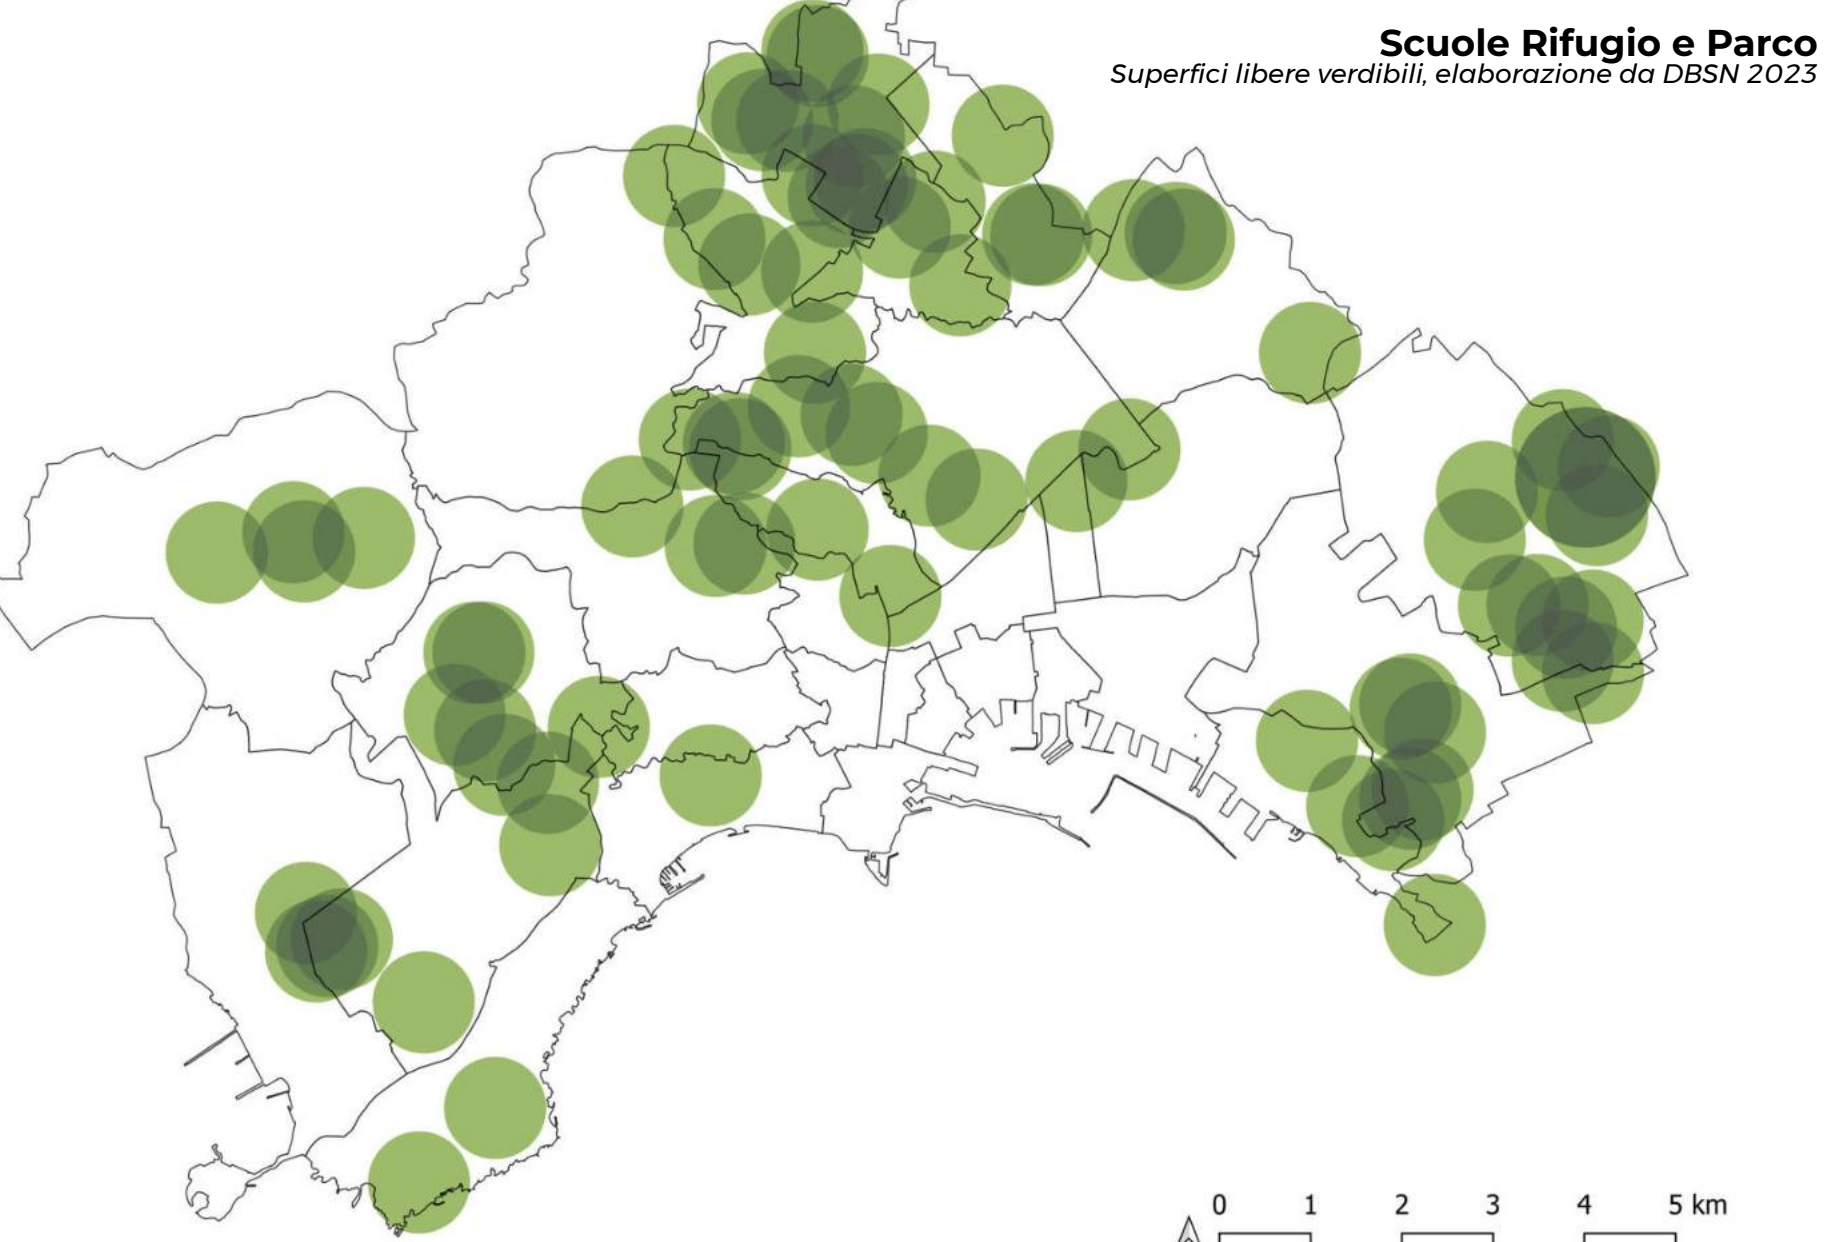 Scuole Rifugio e Parco
Superfici libere verdibili, elaborazione da DBSN 2023
0 1 2 3 4 5 km